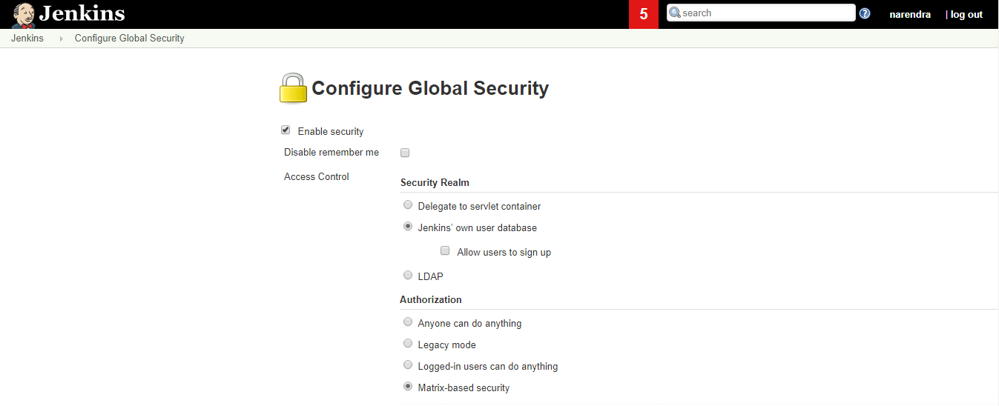 Jenkins 5 search ? narendra | log out
Jenkins Configure Global Security
Configure Global Security
Enable security
Disable remember me
Access Control
Security Realm
Delegate to servlet container
Jenkins’ own user database
Allow users to sign up
LDAP
Authorization
Anyone can do anything
Legacy mode
Logged-in users can do anything
Matrix-based security